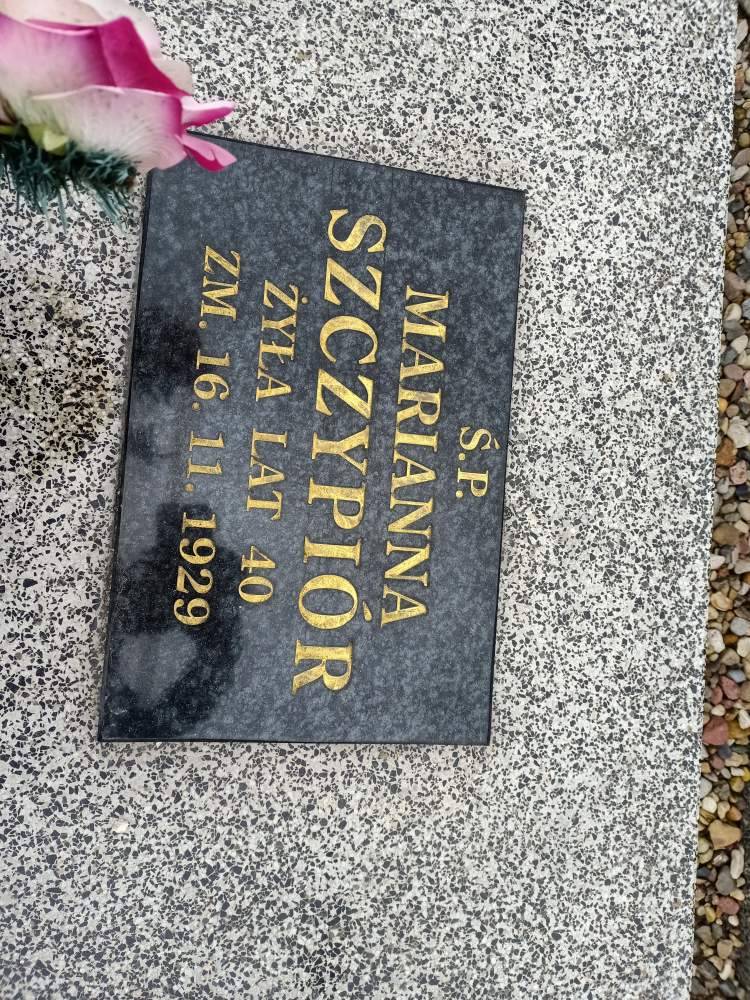 Ś.P.
MARIANNA
SZCZYPIÓR
ŻYŁA LAT 40
ZM. 16. 11. 1929